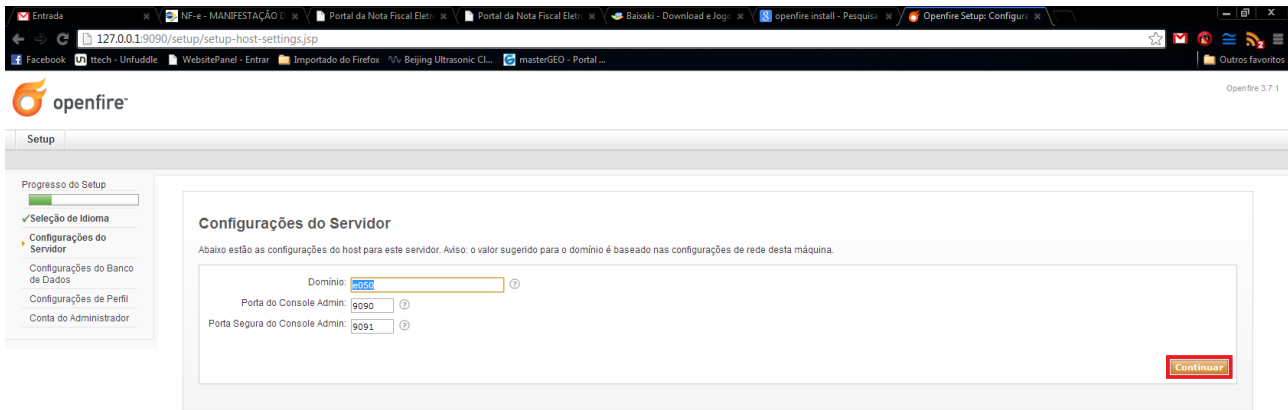 Entrada
NF-e - MANIFESTAÇÃO D
Portal da Nota Fiscal Eletr
Portal da Nota Fiscal Eletr
Baixaki - Download e Jogo
openfire install - Pesquisa
Openfire Setup: Configura
127.0.0.1:9090/setup/setup-host-settings.jsp
Facebook
ttech - Unfuddle
WebsitePanel - Entrar
Importado do Firefox
Beijing Ultrasonic Cl...
masterGEO - Portal ...
Outros favoritos
openfire™
Openfire 3.7.1
Setup
Progresso do Setup
✓Seleção de Idioma
Configurações do
Servidor
Configurações do Banco
de Dados
Configurações de Perfil
Conta do Administrador
Configurações do Servidor
Abaixo estão as configurações do host para este servidor. Aviso: o valor sugerido para o domínio é baseado nas configurações de rede desta máquina.
Domínio: e050
Porta do Console Admin: 9090
Porta Segura do Console Admin: 9091
Continuar